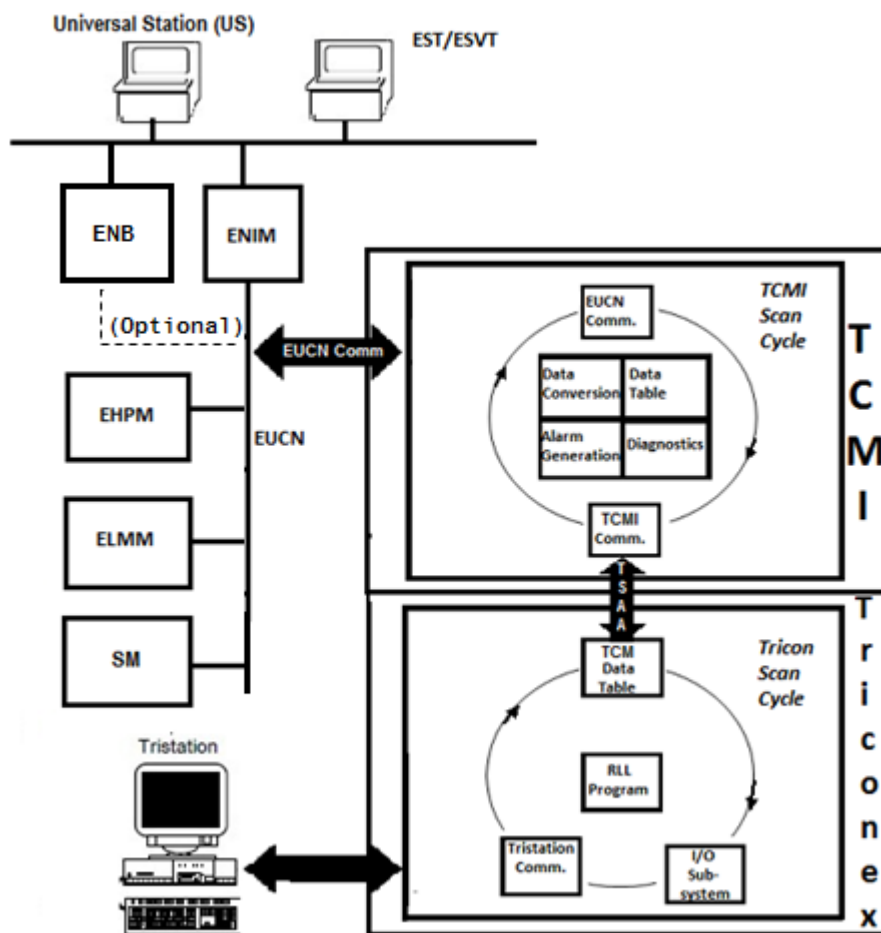 Universal Station (US)
EST/ESVT
ENB
ENIM
(Optional)
EUCN Comm
EHPM
EUCN
ELMM
SM
Tristation
EUCN
Comm.
TCMI
Scan
Cycle
Data
Conversion
Data
Table
Alarm
Generation
Diagnostics
TCMI
Comm.
TCMI
TSAA
TCM
Data
Table
Tricon
Scan
Cycle
RLL
Program
Tristation
Comm.
I/O
Sub-
system
Triconex